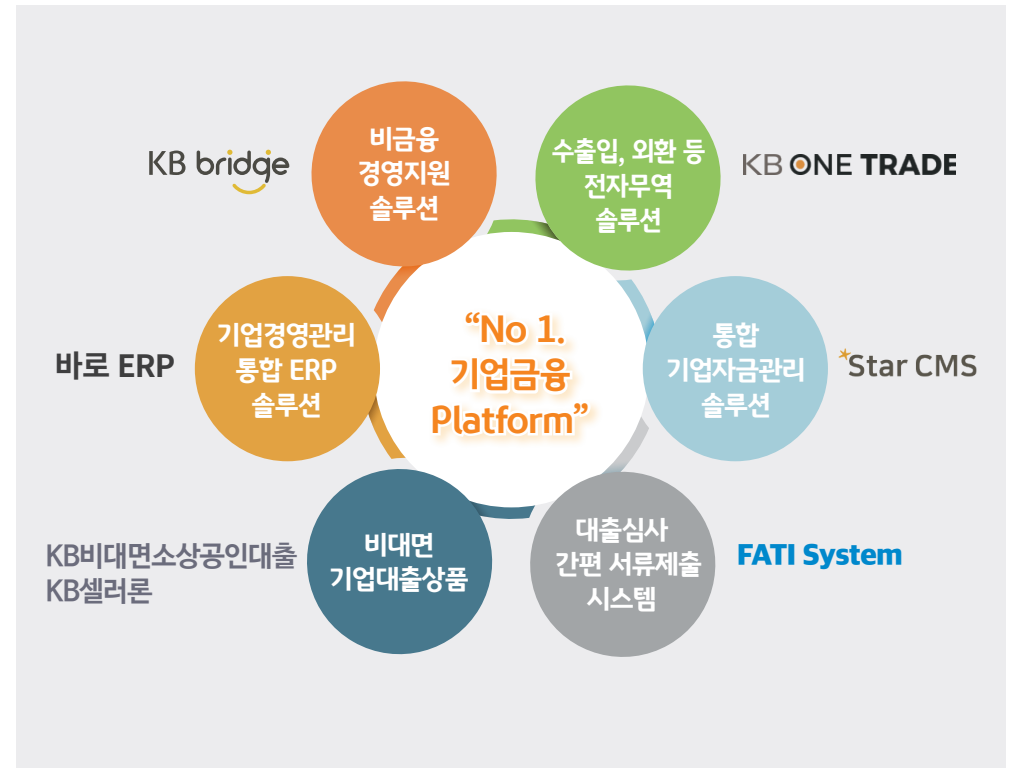 KB bridge
비금융
경영지원
솔루션
수출입, 외환 등
전자무역
솔루션
KB ONE TRADE
바로 ERP
기업경영관리
통합 ERP
솔루션
“No 1.
기업금융
Platform”
통합
기업자금관리
솔루션
*Star CMS
KB비대면소상공인대출
KB셀러론
비대면
기업대출상품
대출심사
간편 서류제출
시스템
FATI System